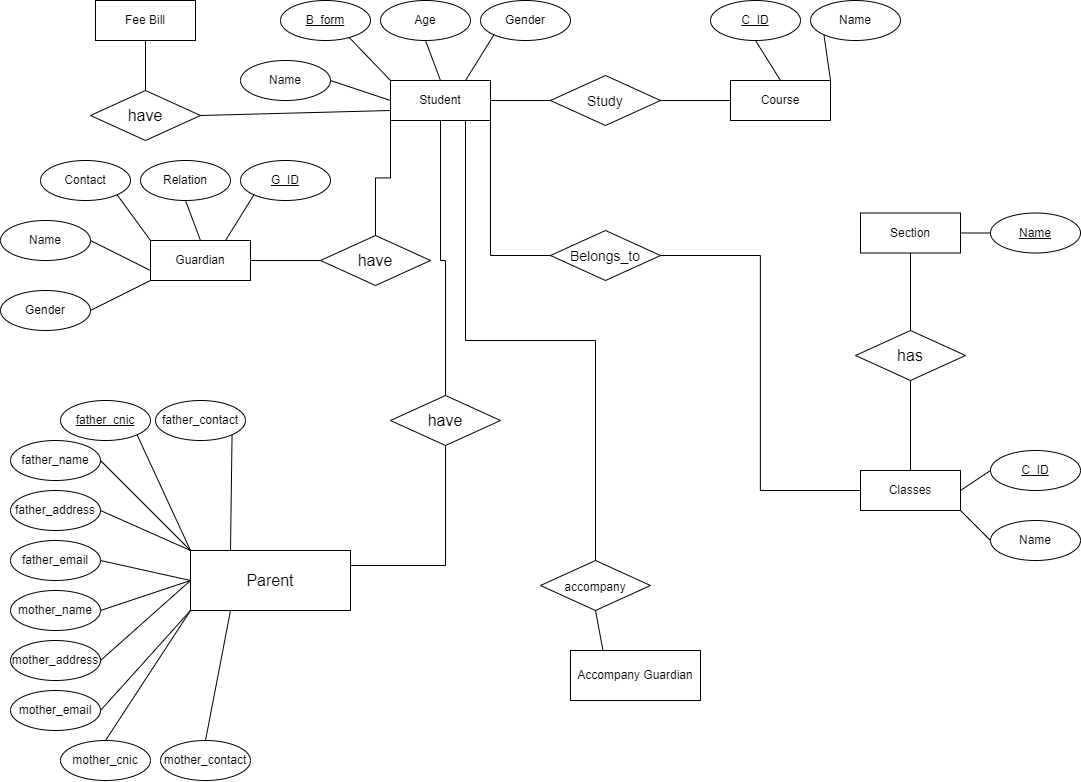 Fee Bill
B_form
Age
Gender
C_ID
Name
Name
Student
Study
Course
have
Contact
Relation
G_ID
Name
Guardian
have
Belongs_to
Section
Name
Gender
has
father_cnic
father_contact
have
father_name
father_address
father_email
mother_name
mother_address
mother_email
mother_cnic
mother_contact
Parent
accompany
Accompany Guardian
Classes
C_ID
Name